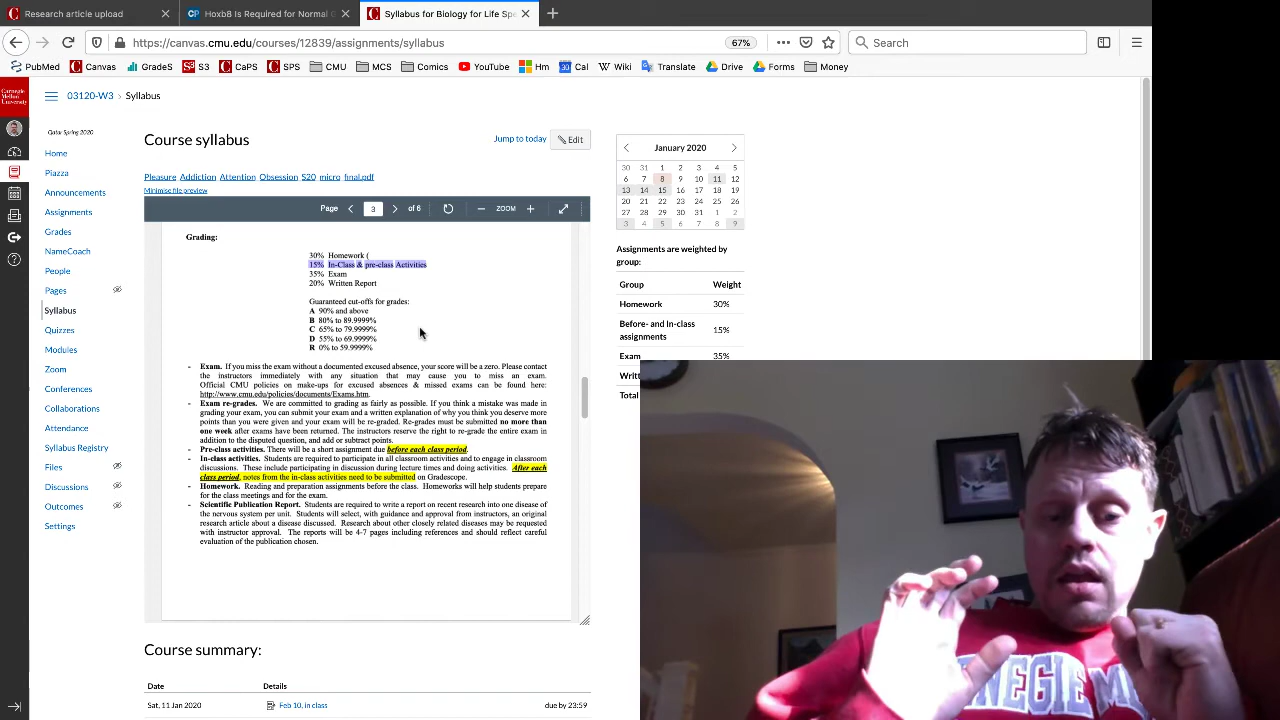 Research article upload
CP Hoxb8 Is Required for Normal G
Syllabus for Biology for Life Spe
https://canvas.cmu.edu/courses/12839/assignments/syllabus
67%
Search
PubMed Canvas GradeS S3 CaPS SPS CMU MCS Comics YouTube Hm Cal Wiki Translate Drive Forms Money
Carnegie Mellon University
03120-W3 › Syllabus
Qatar Spring 2020
Home
Piazza
Announcements
Assignments
Grades
NameCoach
People
Pages
Syllabus
Quizzes
Modules
Zoom
Conferences
Collaborations
Attendance
Syllabus Registry
Files
Discussions
Outcomes
Settings
Course syllabus
Jump to today
Edit
Pleasure Addiction Attention Obsession S20 micro final.pdf
Minimise file preview
Page 3 of 6 ZOOM
Grading:
30% Homework (
15% In-Class & pre-class Activities
35% Exam
20% Written Report
Guaranteed cut-offs for grades:
A 90% and above
B 80% to 89.9999%
C 65% to 79.9999%
D 55% to 69.9999%
R 0% to 59.9999%
- Exam. If you miss the exam without a documented excused absence, your score will be a zero. Please contact
the instructors immediately with any situation that may cause you to miss an exam.
Official CMU policies on make-ups for excused absences & missed exams can be found here:
http://www.cmu.edu/policies/documents/Exams.htm.
- Exam re-grades. We are committed to grading as fairly as possible. If you think a mistake was made in
grading your exam, you can submit your exam and a written explanation of why you think you deserve more
points than you were given and your exam will be re-graded. Re-grades must be submitted no more than
one week after exams have been returned. The instructors reserve the right to re-grade the entire exam in
addition to the disputed question, and add or subtract points.
- Pre-class activities. There will be a short assignment due before each class period.
- In-class activities. Students are required to participate in all classroom activities and to engage in classroom
discussions. These include participating in discussion during lecture times and doing activities. After each
class period, notes from the in-class activities need to be submitted on Gradescope.
- Homework. Reading and preparation assignments before the class. Homeworks will help students prepare
for the class meetings and for the exam.
- Scientific Publication Report. Students are required to write a report on recent research into one disease of
the nervous system per unit. Students will select, with guidance and approval from instructors, an original
research article about a disease discussed. Research about other closely related diseases may be requested
with instructor approval. The reports will be 4-7 pages including references and should reflect careful
evaluation of the publication chosen.
Course summary:
Date Details
Sat, 11 Jan 2020 Feb 10, in class due by 23:59
January 2020
30 31 1 2 3 4 5
6 7 8 9 10 11 12
13 14 15 16 17 18 19
20 21 22 23 24 25 26
27 28 29 30 31 1 2
3 4 5 6 7 8 9
Assignments are weighted by
group:
Group Weight
Homework 30%
Before- and In-class
assignments 15%
Exam 35%
Writt
Total
NEGIE M